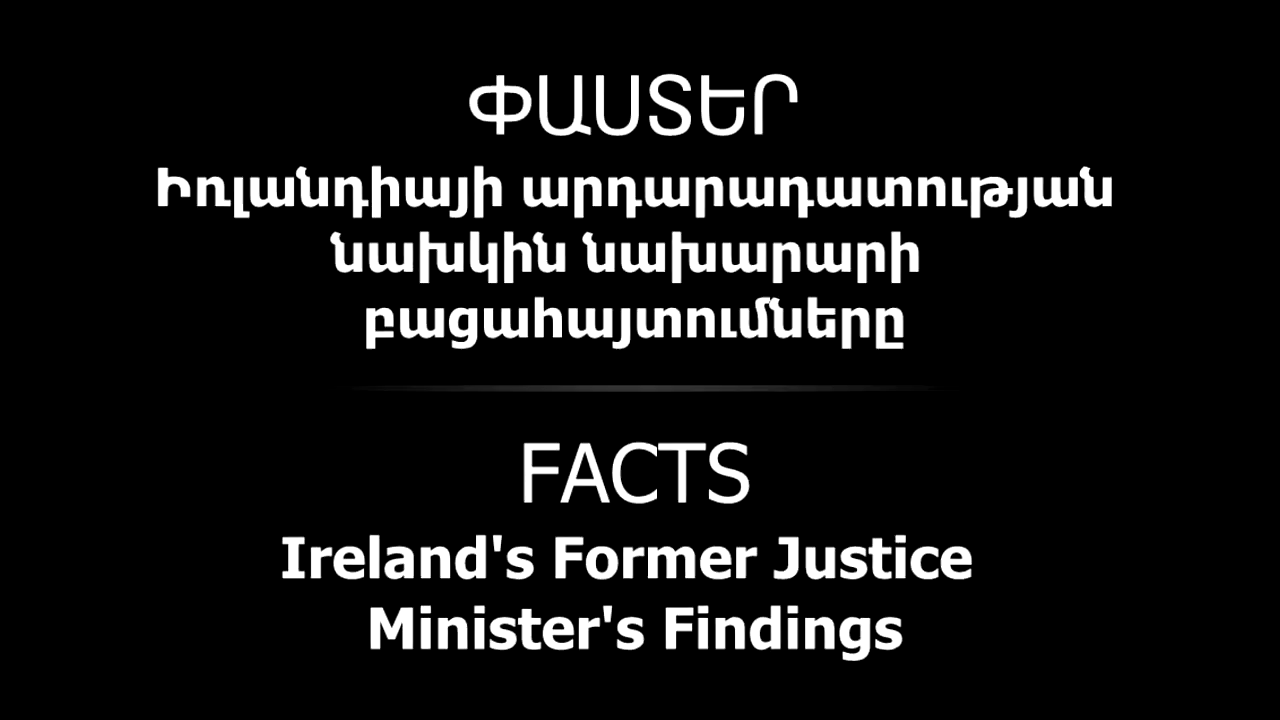 ՓԱՍՏԵՐ
Իռլանդիայի արդարադատության
նախկին նախարարի
բացահայտումները
FACTS
Ireland's Former Justice
Minister's Findings